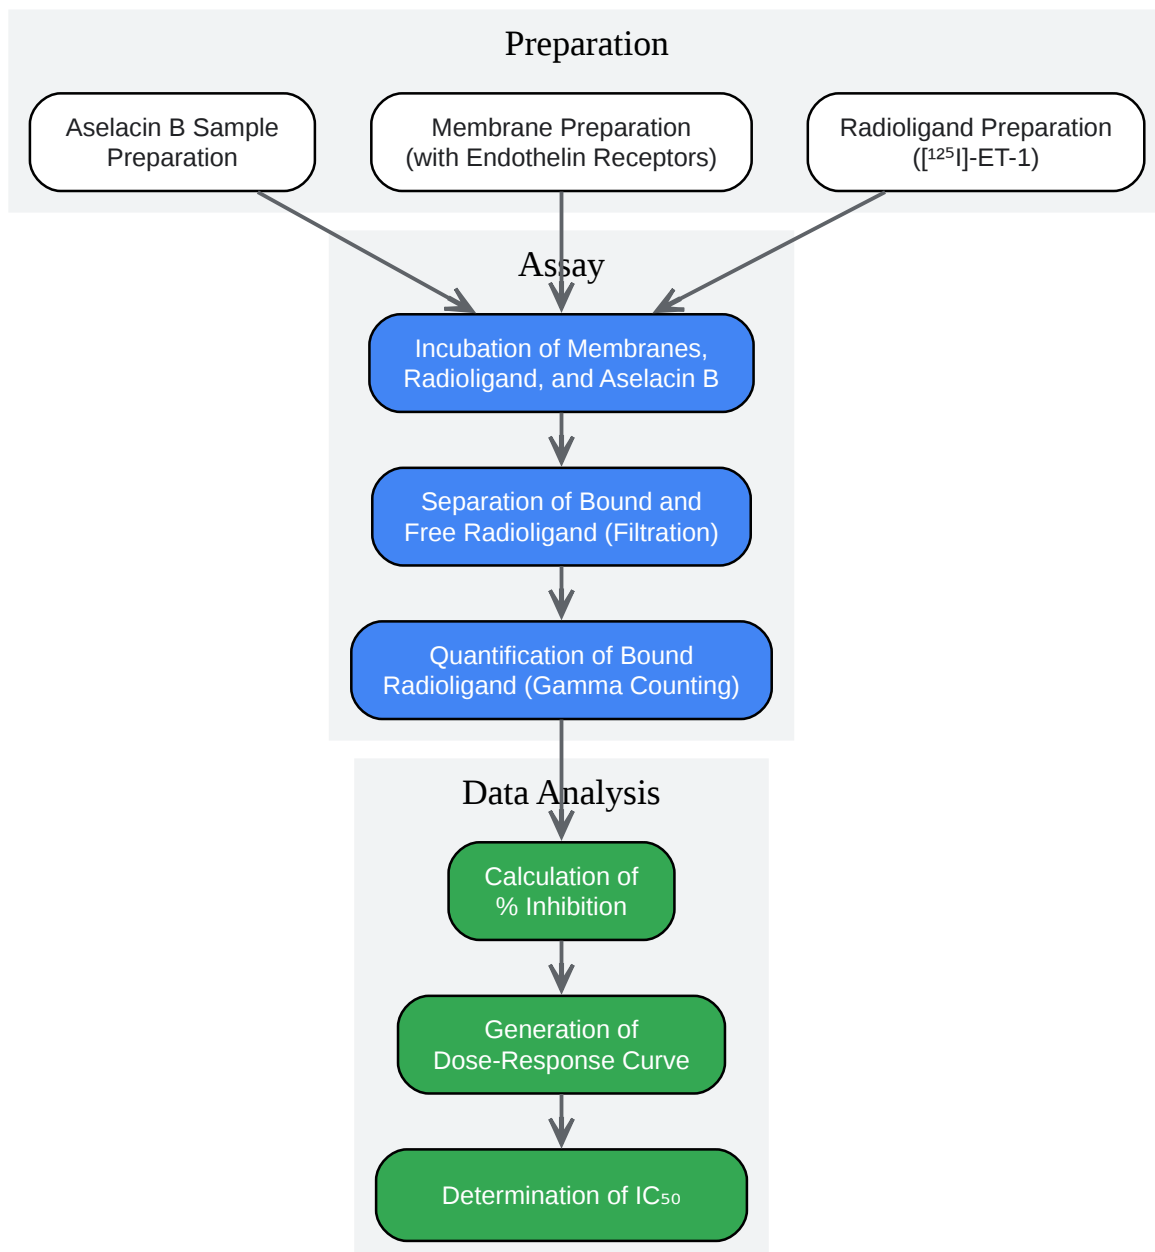 Preparation
Aselacin B Sample
Preparation
Membrane Preparation
(with Endothelin Receptors)
Radioligand Preparation
([¹²⁵I]-ET-1)
Assay
Incubation of Membranes,
Radioligand, and Aselacin B
Separation of Bound and
Free Radioligand (Filtration)
Quantification of Bound
Radioligand (Gamma Counting)
Data Analysis
Calculation of
% Inhibition
Generation of
Dose-Response Curve
Determination of IC₅₀